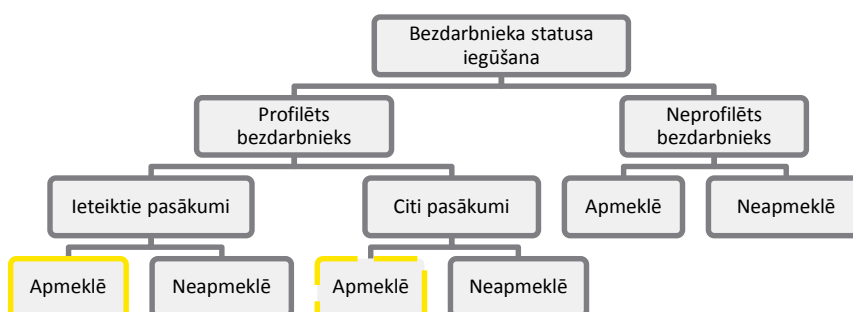 Bezdarbnieka statusa
iegūšana
Profilēts
bezdarbnieks
Neprofilēts
bezdarbnieks
Ieteiktie pasākumi
Citi pasākumi
Apmeklē
Neapmeklē
Apmeklē
Neapmeklē
Apmeklē
Neapmeklē